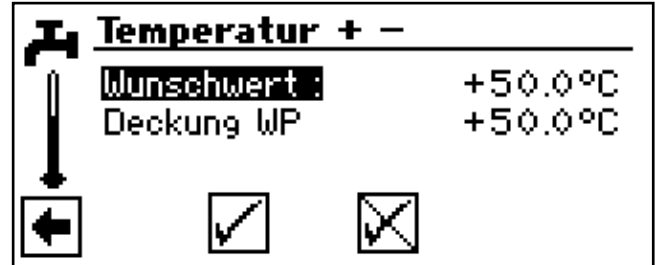 Temperatur + −
Wunschwert : +50.0°C
Deckung WP +50.0°C